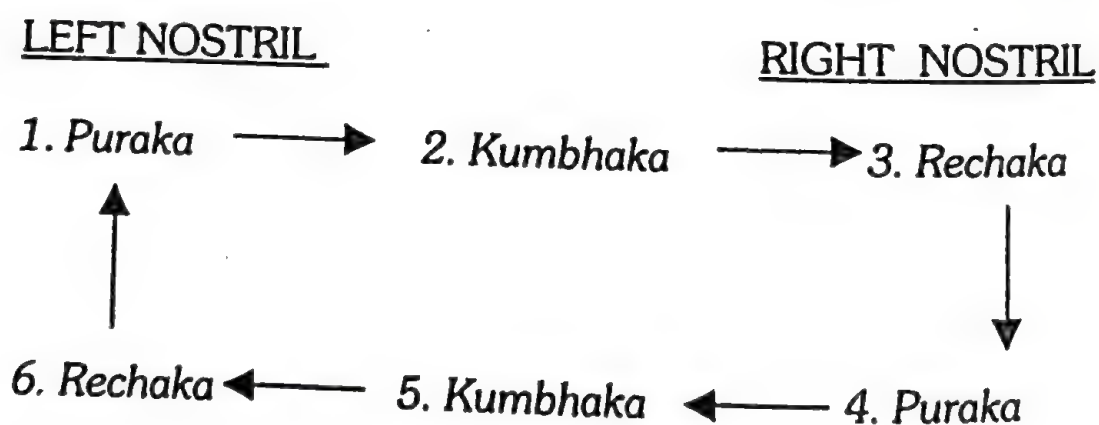 LEFT NOSTRIL
RIGHT NOSTRIL
1. Puraka 2. Kumbhaka 3. Rechaka
6. Rechaka 5. Kumbhaka 4. Puraka